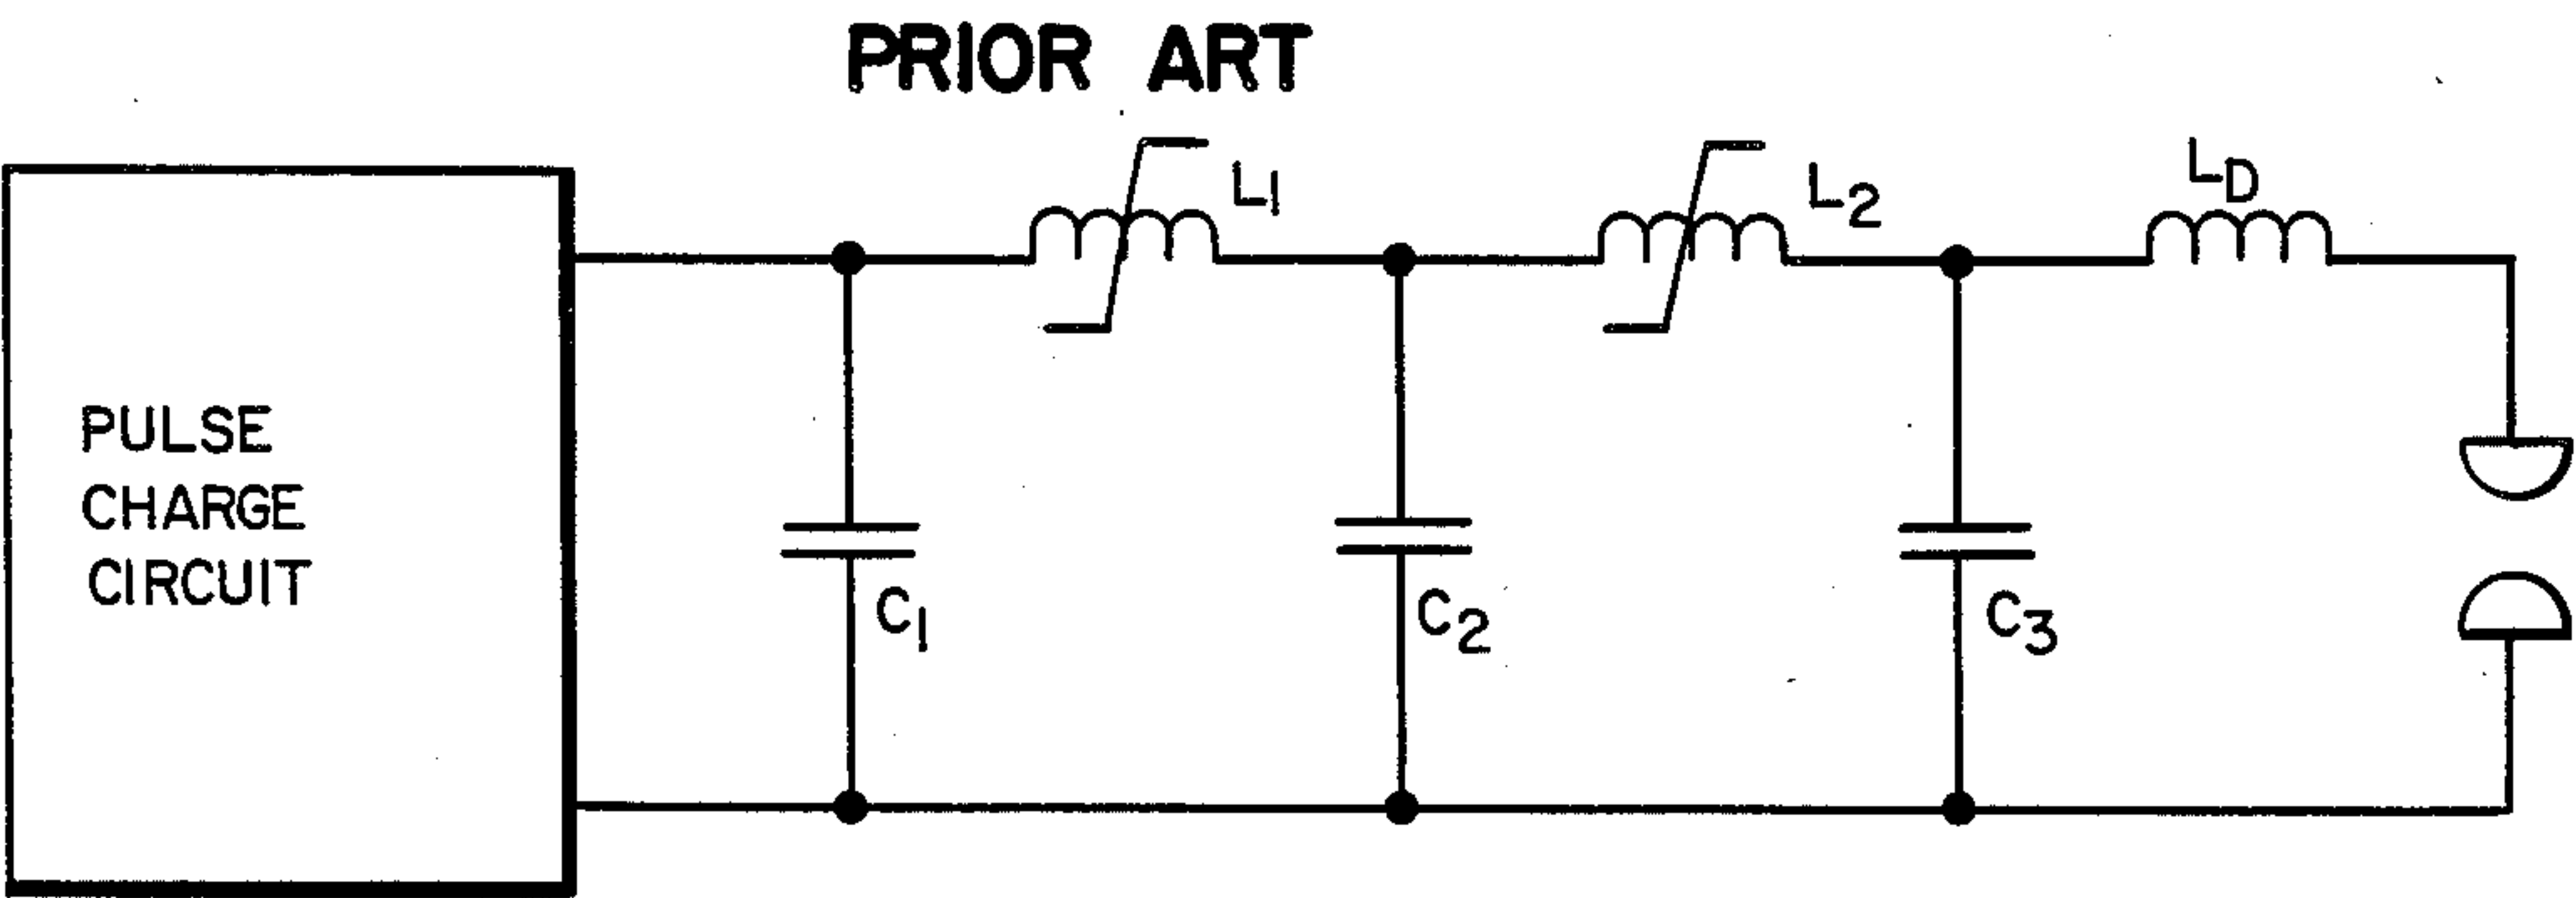 PRIOR ART
L1
L2
LD
PULSE
CHARGE
CIRCUIT
C1
C2
C3